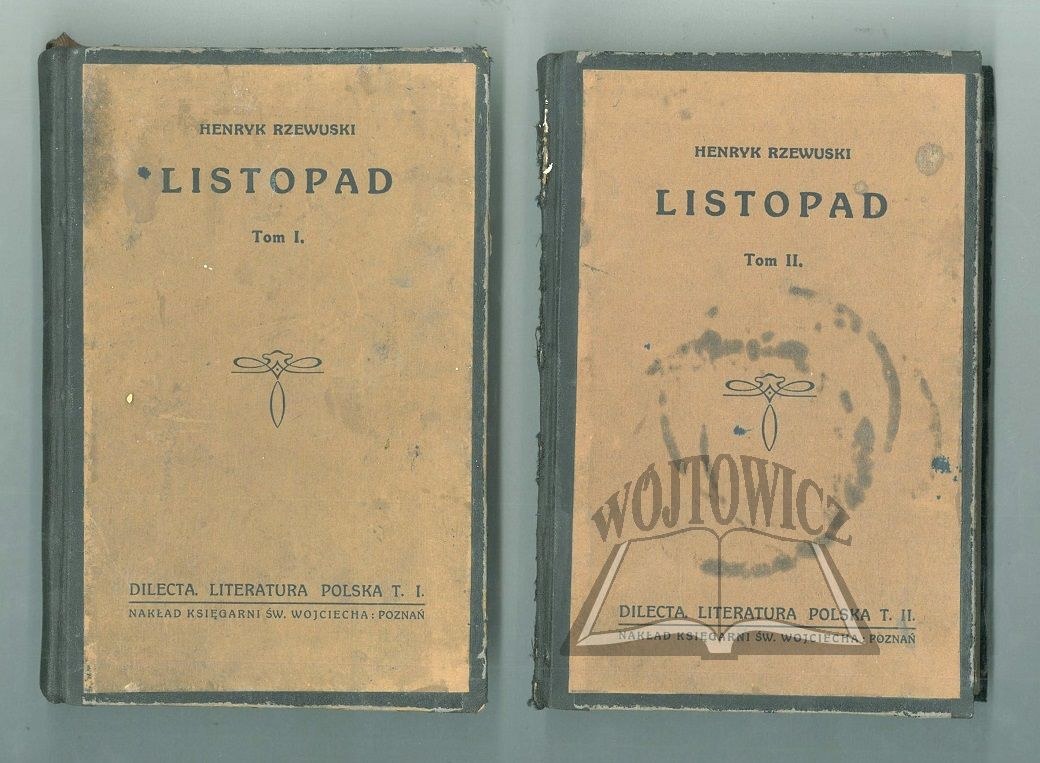 HENRYK RZEWUSKI
LISTOPAD
Tom I.
DILECTA. LITERATURA POLSKA T. I.
NAKŁAD KSIĘGARNI ŚW. WOJCIECHA : POZNAŃ
HENRYK RZEWUSKI
LISTOPAD
Tom II.
WÓJTOWICZ
DILECTA. LITERATURA POLSKA T. II.
NAKŁAD KSIĘGARNI ŚW. WOJCIECHA : POZNAŃ